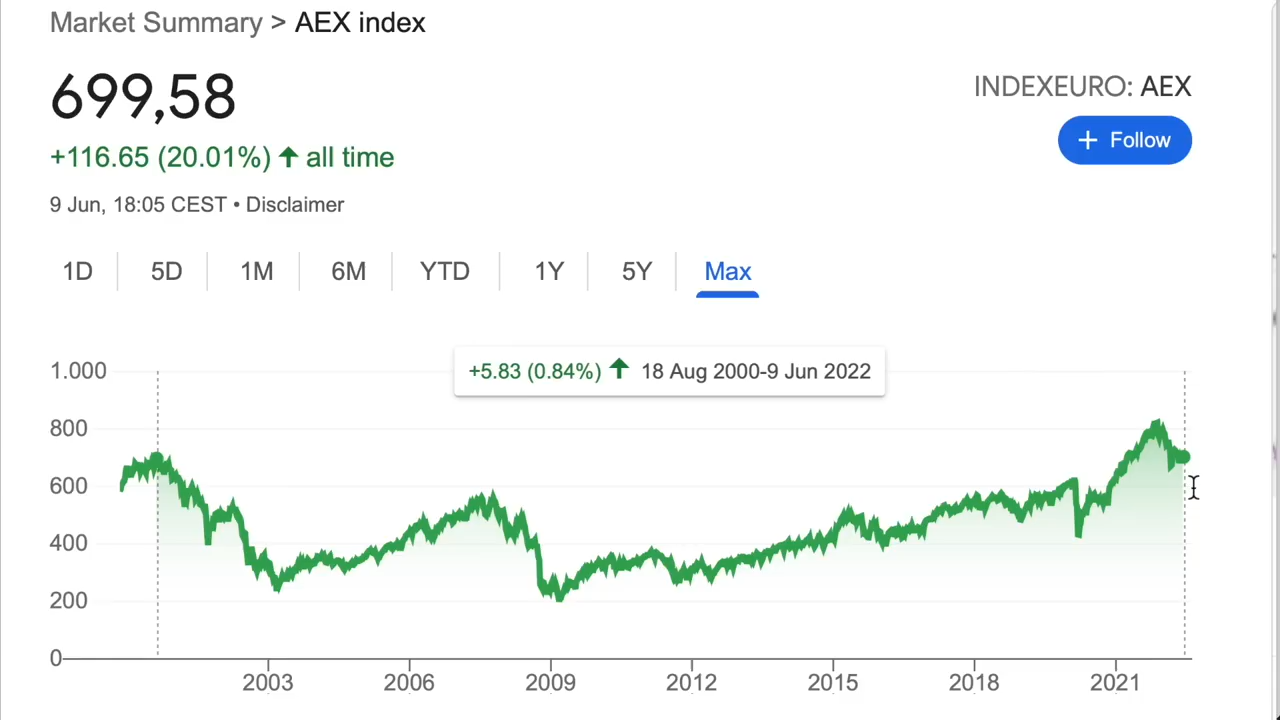 Market Summary > AEX index
699,58
INDEXEURO: AEX
+ Follow
+116.65 (20.01%) ↑ all time
9 Jun, 18:05 CEST • Disclaimer
1D 5D 1M 6M YTD 1Y 5Y Max
+5.83 (0.84%) ↑ 18 Aug 2000-9 Jun 2022
1.000
800
600
400
200
0
2003 2006 2009 2012 2015 2018 2021